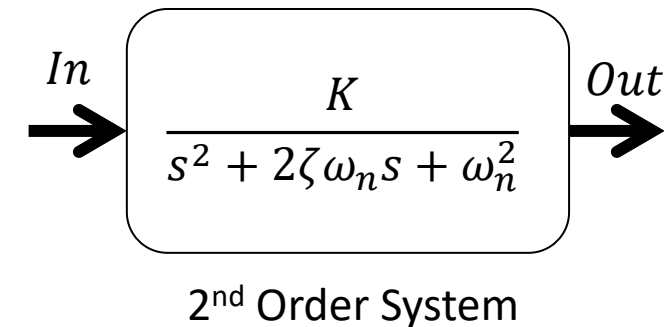 In
Out
K
s² + 2ζωₙs + ωₙ²
2nd Order System